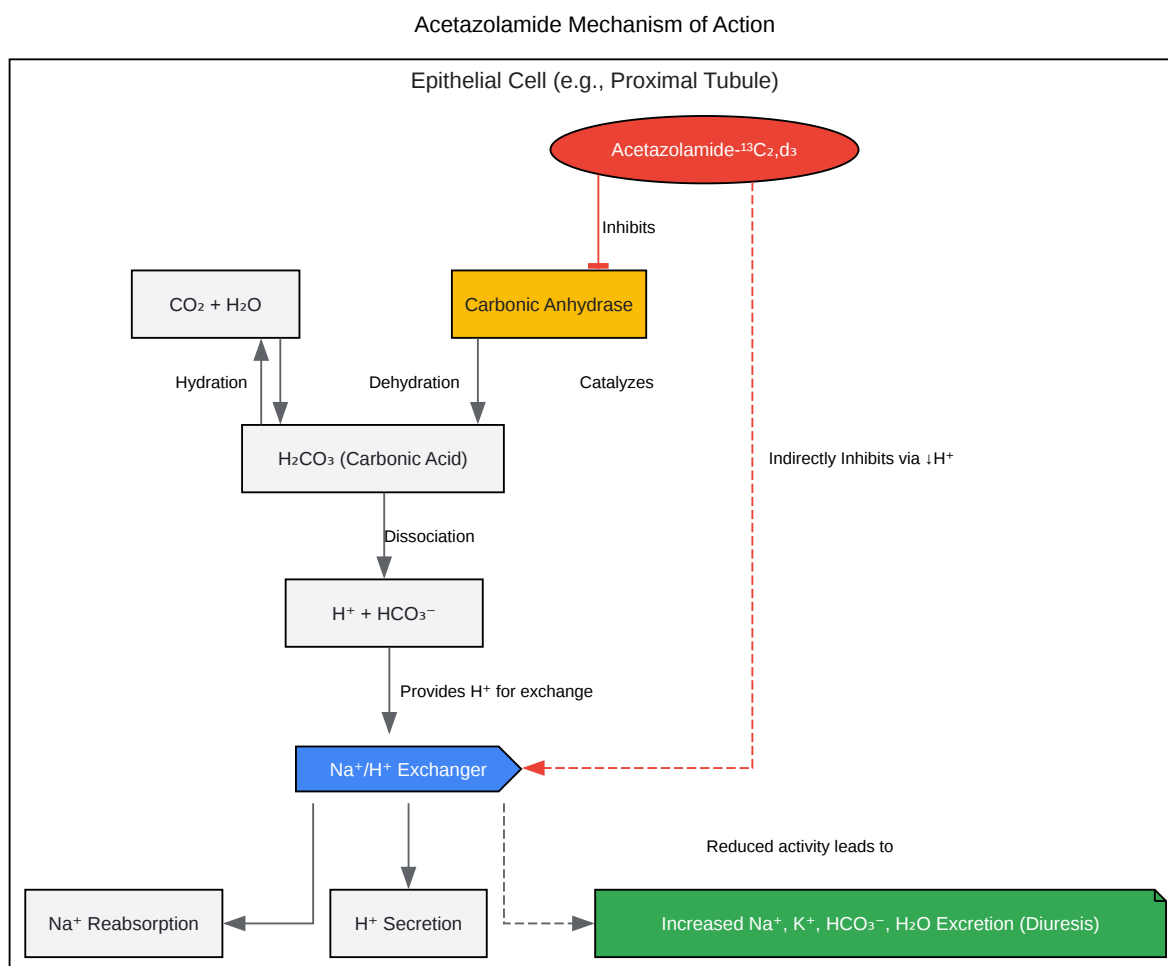 Acetazolamide Mechanism of Action
Epithelial Cell (e.g., Proximal Tubule)
Acetazolamide-¹³C₂,d₃
Inhibits
CO₂ + H₂O
Carbonic Anhydrase
Hydration
Dehydration
Catalyzes
H₂CO₃ (Carbonic Acid)
Indirectly Inhibits via ↓H⁺
Dissociation
H⁺ + HCO₃⁻
Provides H⁺ for exchange
Na⁺/H⁺ Exchanger
Reduced activity leads to
Na⁺ Reabsorption
H⁺ Secretion
Increased Na⁺, K⁺, HCO₃⁻, H₂O Excretion (Diuresis)